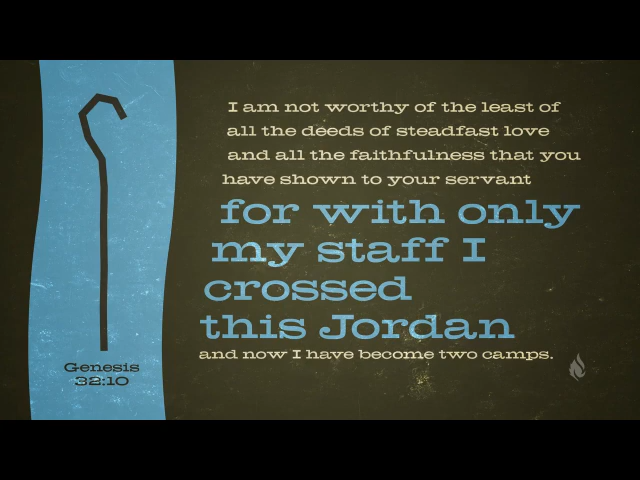 I am not worthy of the least of
all the deeds of steadfast love
and all the faithfulness that you
have shown to your servant
for with only
my staff I
crossed
this Jordan
and now I have become two camps.
Genesis
32:10